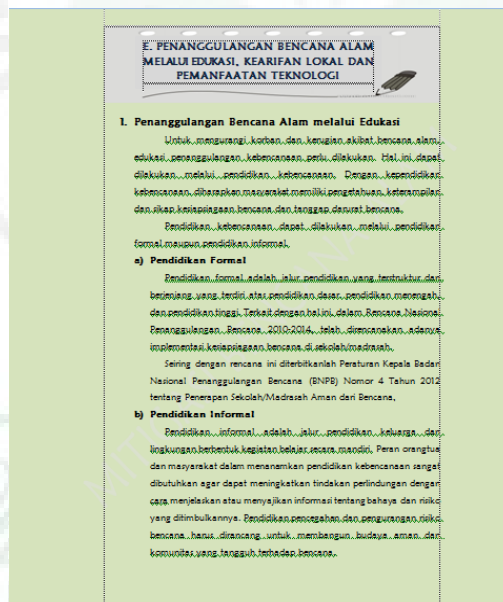 E. PENANGGULANGAN BENCANA ALAM
MELALUI EDUKASI, KEARIFAN LOKAL DAN
PEMANFAATAN TEKNOLOGI
1. Penanggulangan Bencana Alam melalui Edukasi
Untuk mengurangi korban dan kerugian akibat bencana alam,
edukasi penanggulangan kebencanaan perlu dilakukan. Hal ini dapat
dilakukan melalui pendidikan kebencanaan. Dengan kependidikan
kebencanaan, diharapkan masyarakat memiliki pengetahuan, keterampilan
dan sikap kesiapsiagaan bencana dan tanggap darurat bencana.
Pendidikan kebencanaan dapat dilakukan melalui pendidikan
formal maupun pendidikan informal.
a) Pendidikan Formal
Pendidikan formal adalah jalur pendidikan yang terstruktur dan
berjenjang yang terdiri atas pendidikan dasar, pendidikan menengah,
dan pendidikan tinggi. Terkait dengan hal ini, dalam Rencana Nasional
Penanggulangan Bencana 2010-2014, telah direncanakan adanya
implementasi kesiapsiagaan bencana di sekolah/madrasah.
Seiring dengan rencana ini diterbitkanlah Peraturan Kepala Badan
Nasional Penanggulangan Bencana (BNPB) Nomor 4 Tahun 2012
tentang Penerapan Sekolah/Madrasah Aman dari Bencana.
b) Pendidikan Informal
Pendidikan informal adalah jalur pendidikan keluarga dan
lingkungan berbentuk kegiatan belajar secara mandiri. Peran orangtua
dan masyarakat dalam menanamkan pendidikan kebencanaan sangat
dibutuhkan agar dapat meningkatkan tindakan perlindungan dengan
cara menjelaskan atau menyajikan informasi tentang bahaya dan risiko
yang ditimbulkannya. Pendidikan pencegahan dan pengurangan risiko
bencana harus dirancang untuk membangun budaya aman dan
komunitas yang tangguh terhadap bencana.